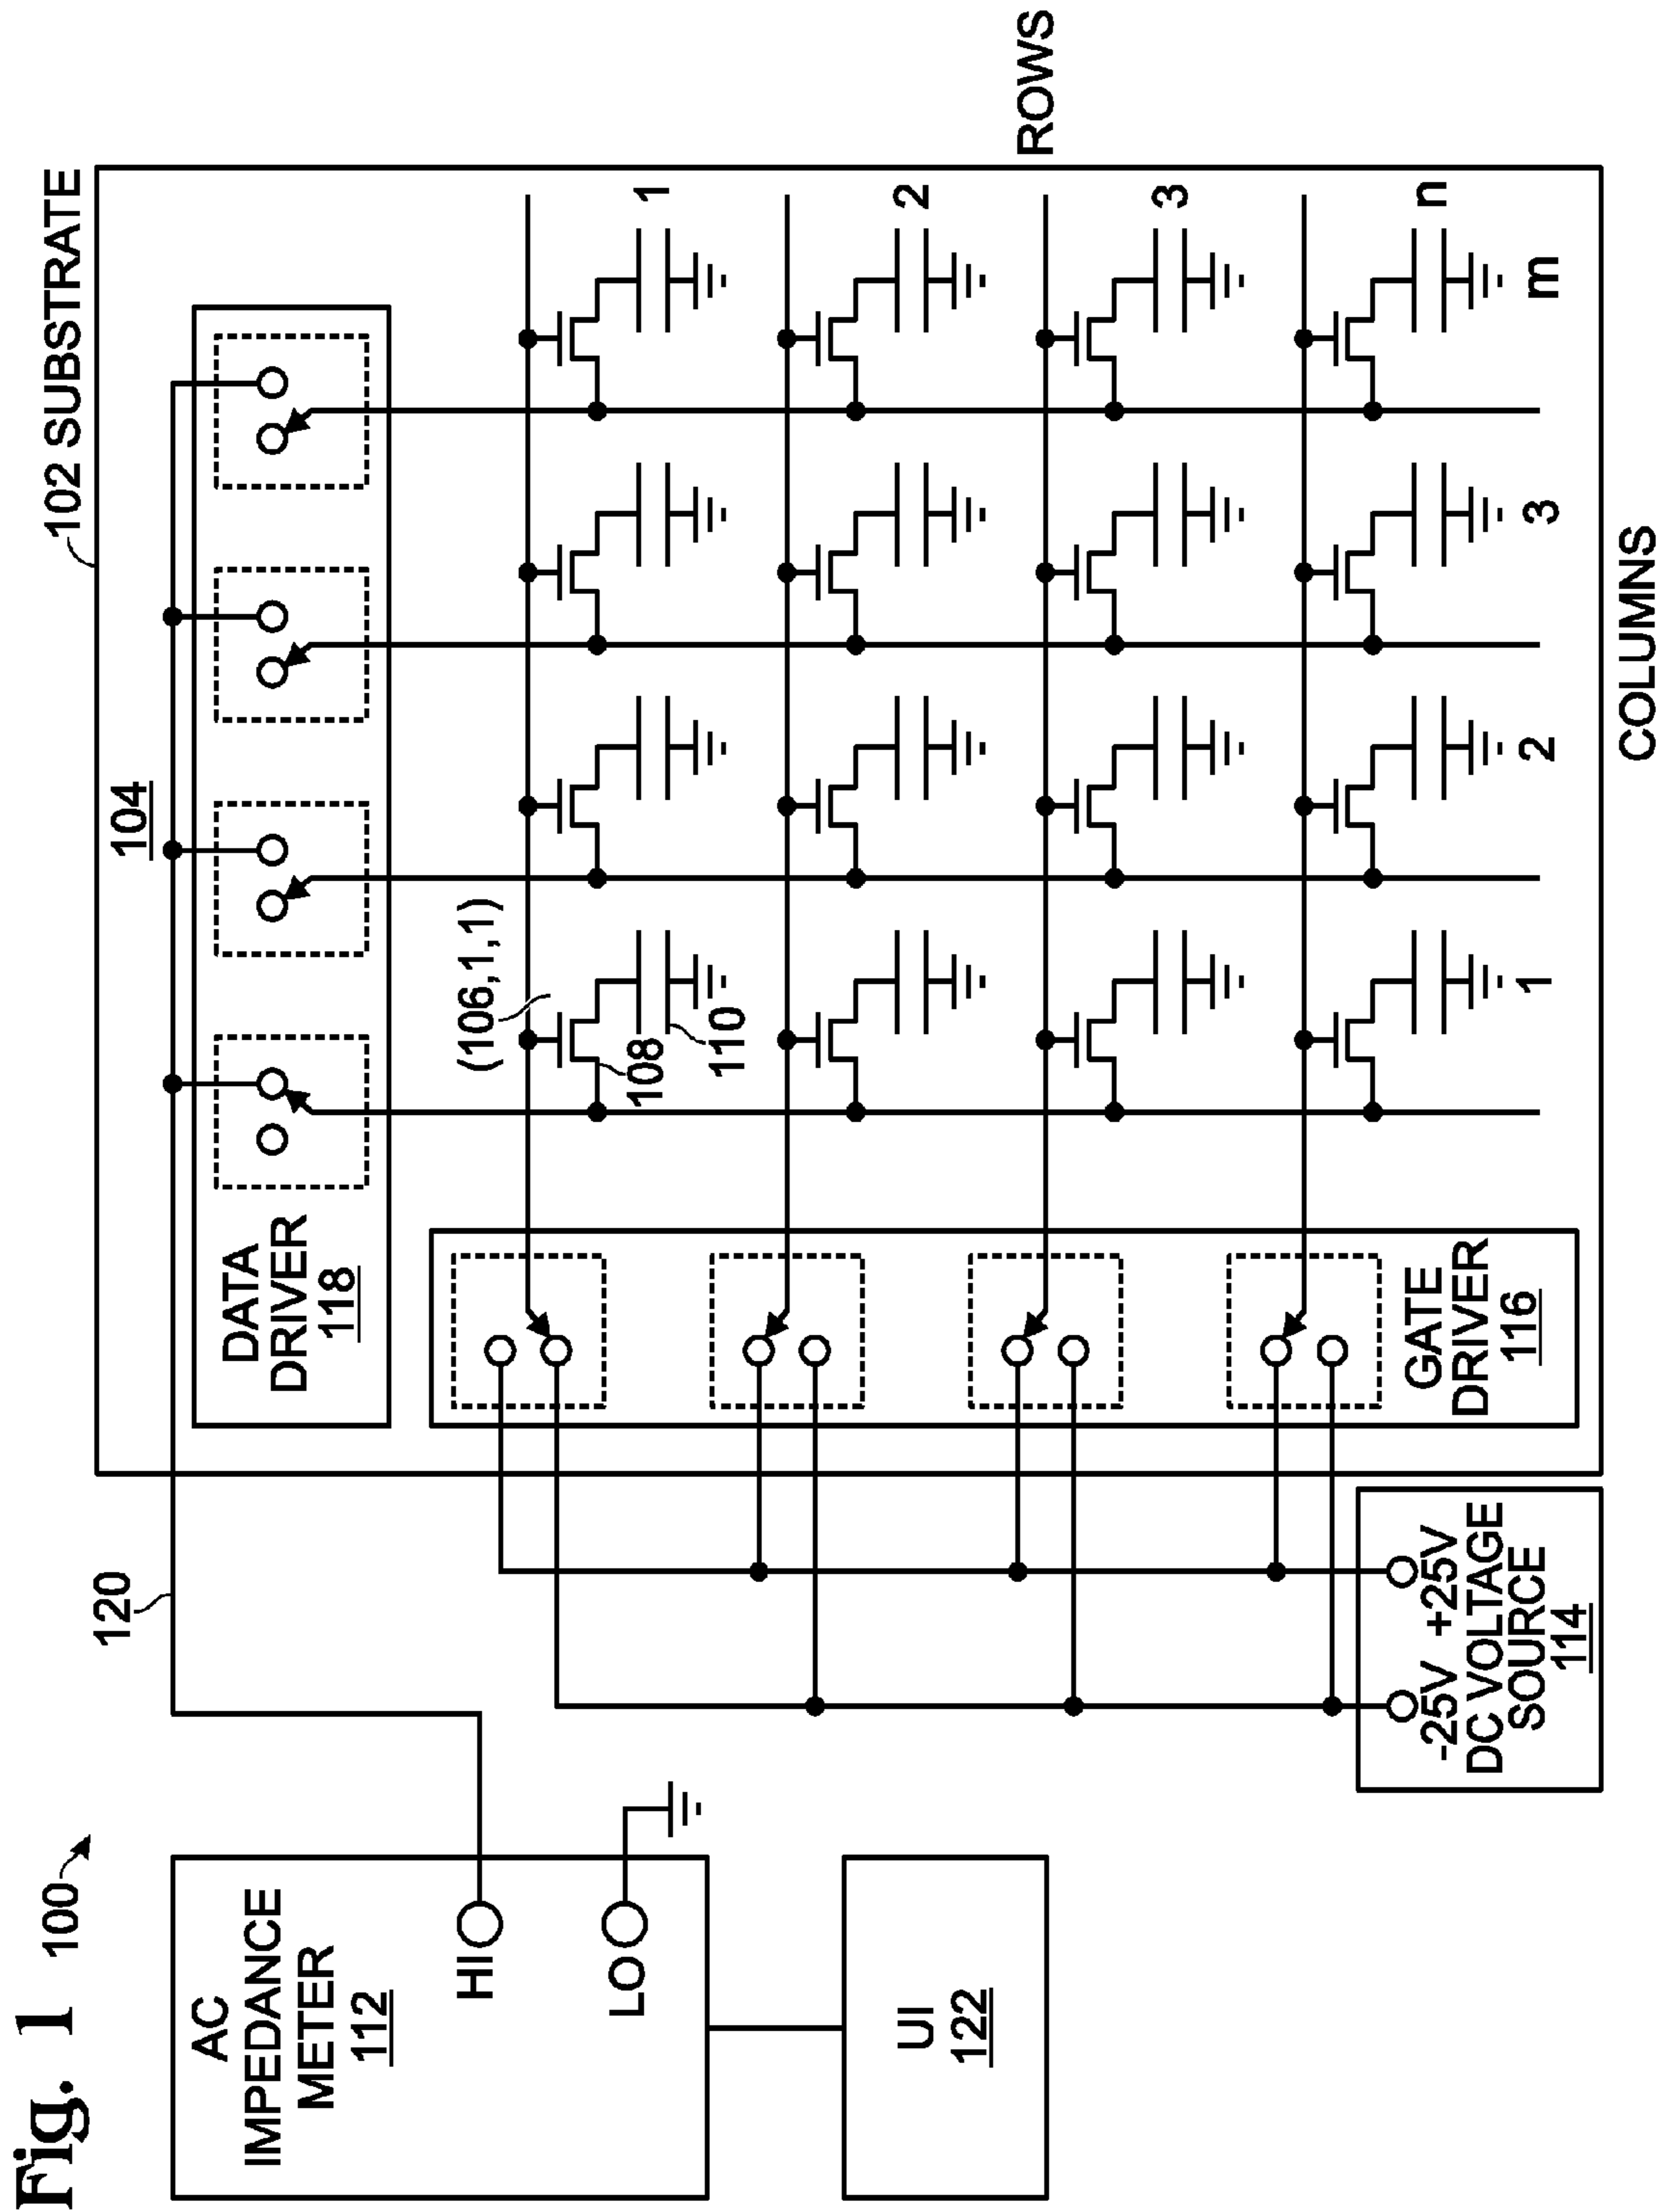 Fig. 1
100
102 SUBSTRATE
104
120
AC
IMPEDANCE
METER
112
HI
LO
UI
122
DATA
DRIVER
118
(106,1,1)
108
110
GATE
DRIVER
116
-25V +25V
DC VOLTAGE
SOURCE
114
1
2
3
n
ROWS
1
2
3
m
COLUMNS